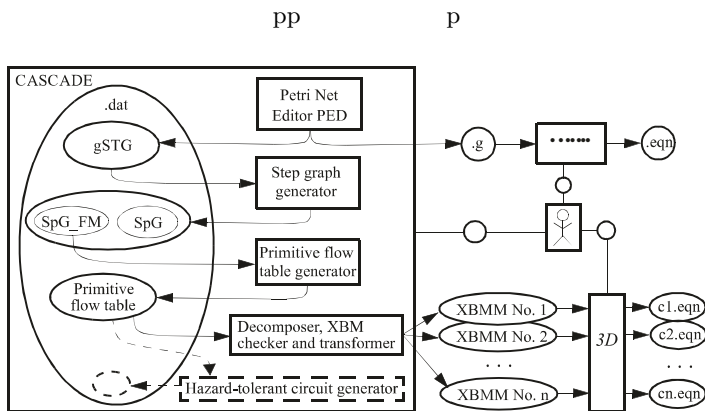 pp p
CASCADE
.dat
Petri Net
Editor PED
gSTG
.g
.......
.eqn
Step graph
generator
SpG_FM
SpG
Primitive flow
table generator
Primitive
flow table
Decomposer, XBM
checker and transformer
XBMM No. 1
XBMM No. 2
. . .
XBMM No. n
3D
c1.eqn
c2.eqn
. . .
cn.eqn
Hazard-tolerant circuit generator